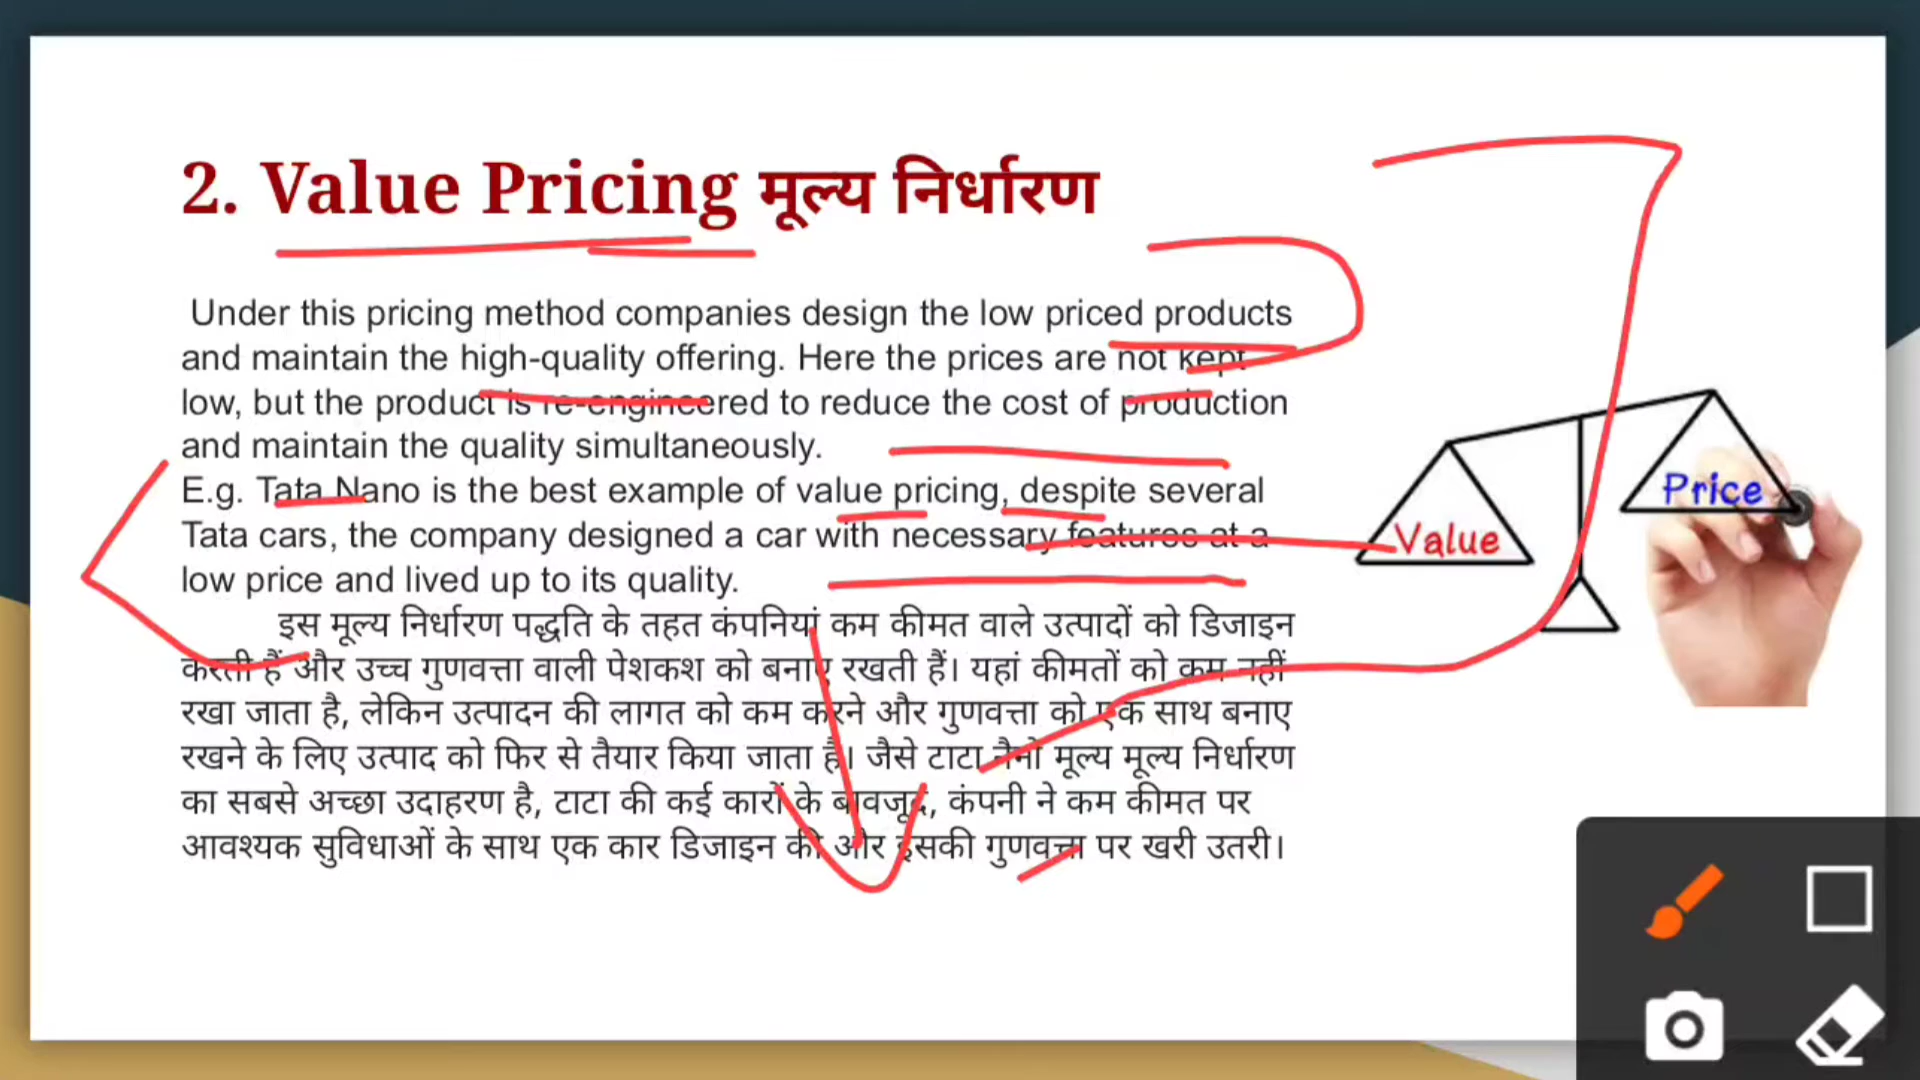 2. Value Pricing मूल्य निर्धारण
Under this pricing method companies design the low priced products
and maintain the high-quality offering. Here the prices are not kept
low, but the product is re-engineered to reduce the cost of production
and maintain the quality simultaneously.
E.g. Tata Nano is the best example of value pricing, despite several
Tata cars, the company designed a car with necessary features at a
low price and lived up to its quality.
इस मूल्य निर्धारण पद्धति के तहत कंपनियां कम कीमत वाले उत्पादों को डिजाइन
करती हैं और उच्च गुणवत्ता वाली पेशकश को बनाए रखती हैं। यहां कीमतों को कम नहीं
रखा जाता है, लेकिन उत्पादन की लागत को कम करने और गुणवत्ता को एक साथ बनाए
रखने के लिए उत्पाद को फिर से तैयार किया जाता है। जैसे टाटा नैनो मूल्य मूल्य निर्धारण
का सबसे अच्छा उदाहरण है, टाटा की कई कारों के बावजूद, कंपनी ने कम कीमत पर
आवश्यक सुविधाओं के साथ एक कार डिजाइन की और इसकी गुणवत्ता पर खरी उतरी।
Value
Price